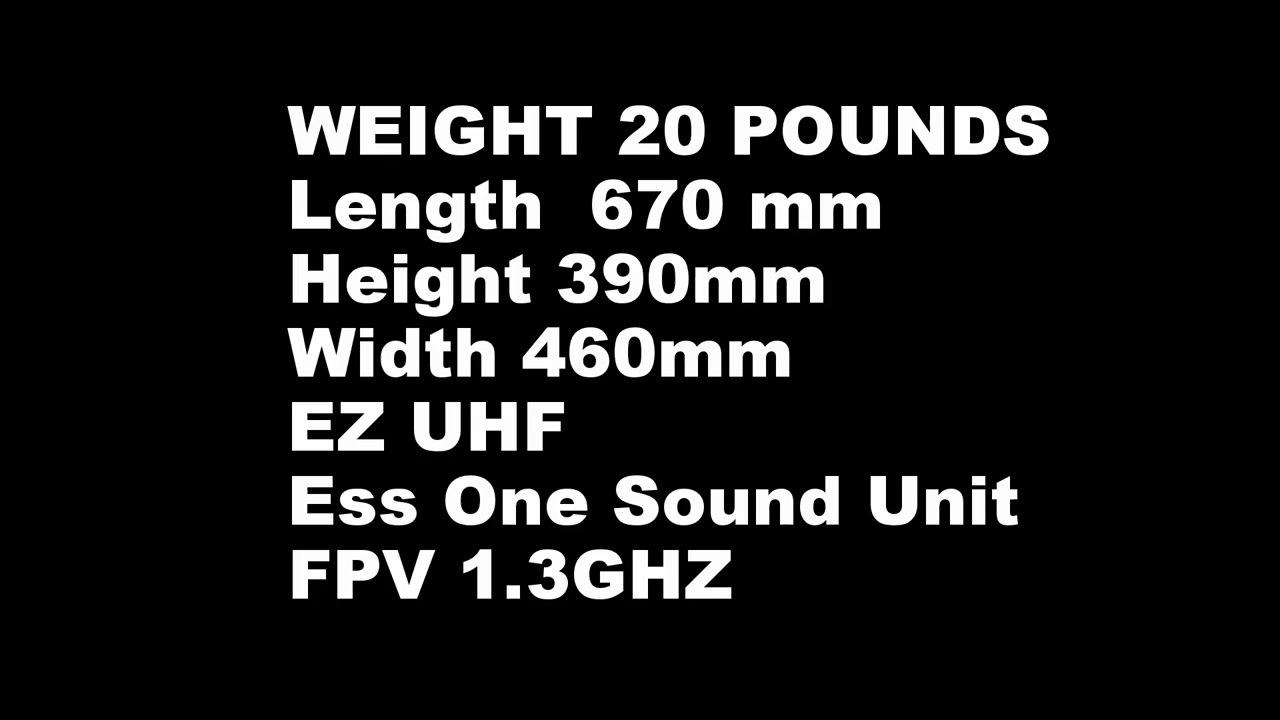 WEIGHT 20 POUNDS
Length  670 mm
Height 390mm
Width 460mm
EZ UHF
Ess One Sound Unit
FPV 1.3GHZ